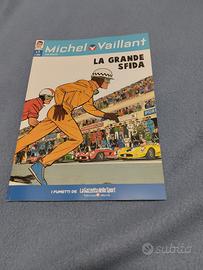 Michel Vaillant
LA GRANDE
SFIDA
I FUMETTI DE La Gazzetta dello Sport
subito